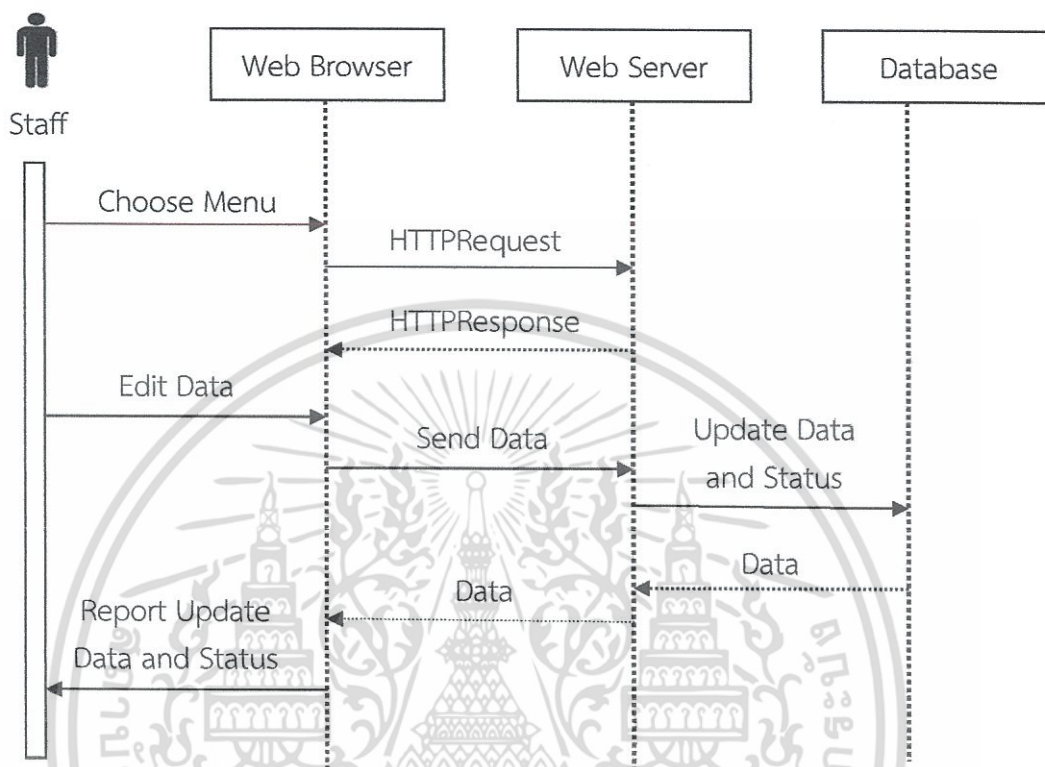 Web Browser
Web Server
Database
Staff
Choose Menu
HTTPRequest
HTTPResponse
Edit Data
Send Data
Update Data
and Status
Data
Data
Report Update
Data and Status